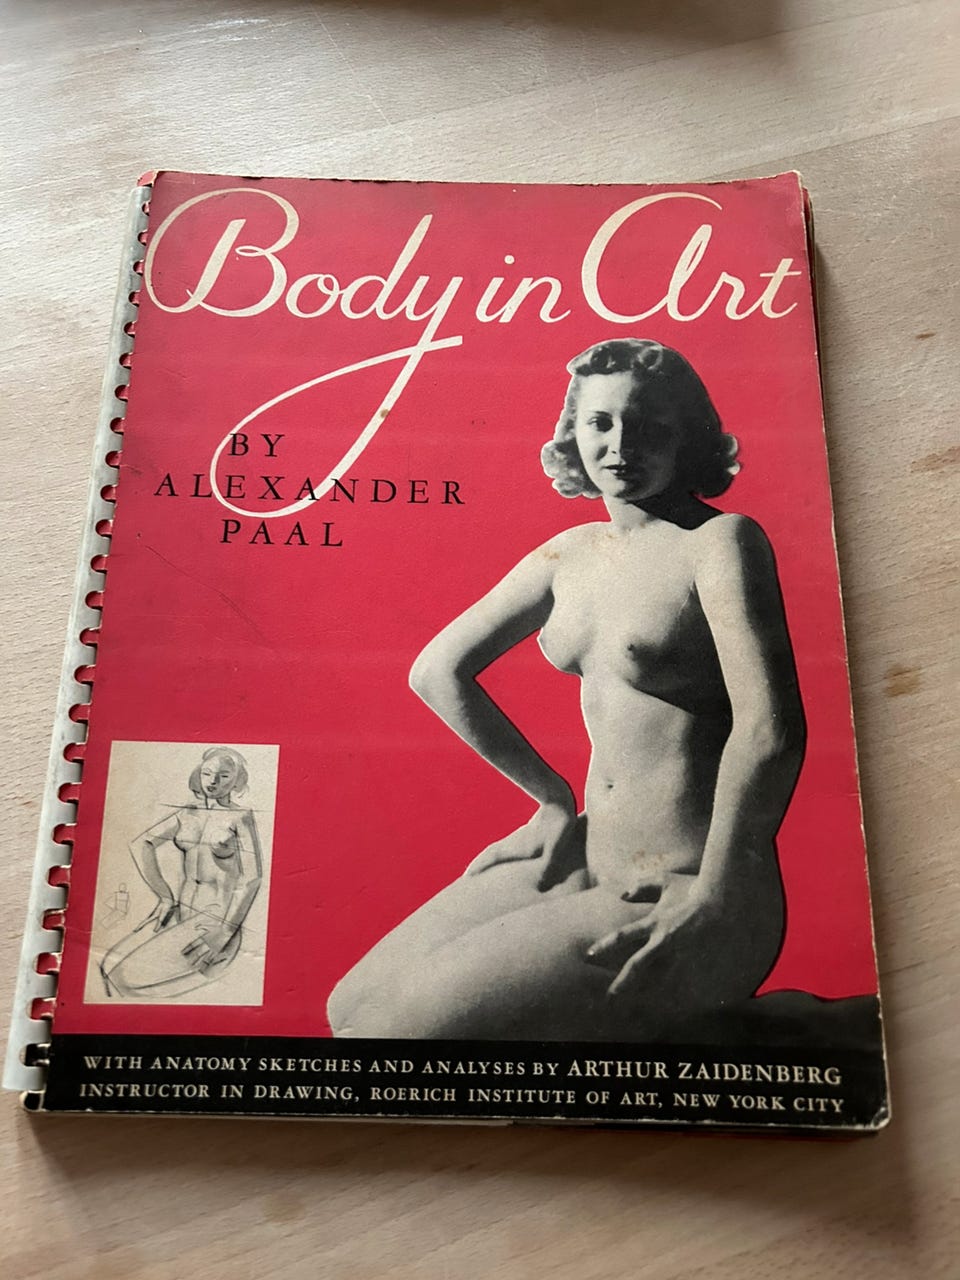 Body in Art
BY
ALEXANDER
PAAL
WITH ANATOMY SKETCHES AND ANALYSES BY ARTHUR ZAIDENBERG
INSTRUCTOR IN DRAWING, ROERICH INSTITUTE OF ART, NEW YORK CITY